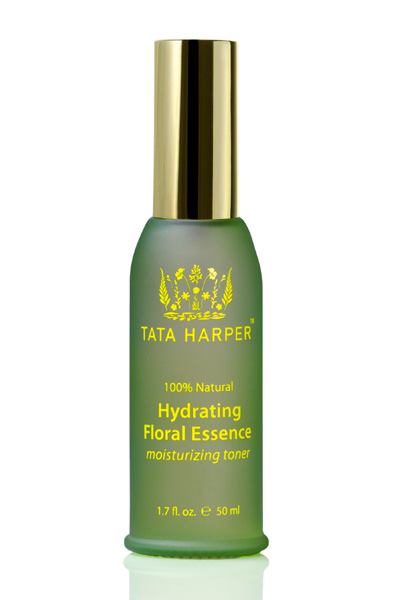 TATA HARPER™
100% Natural
Hydrating
Floral Essence
moisturizing toner
1.7 fl. oz. ℮ 50 ml